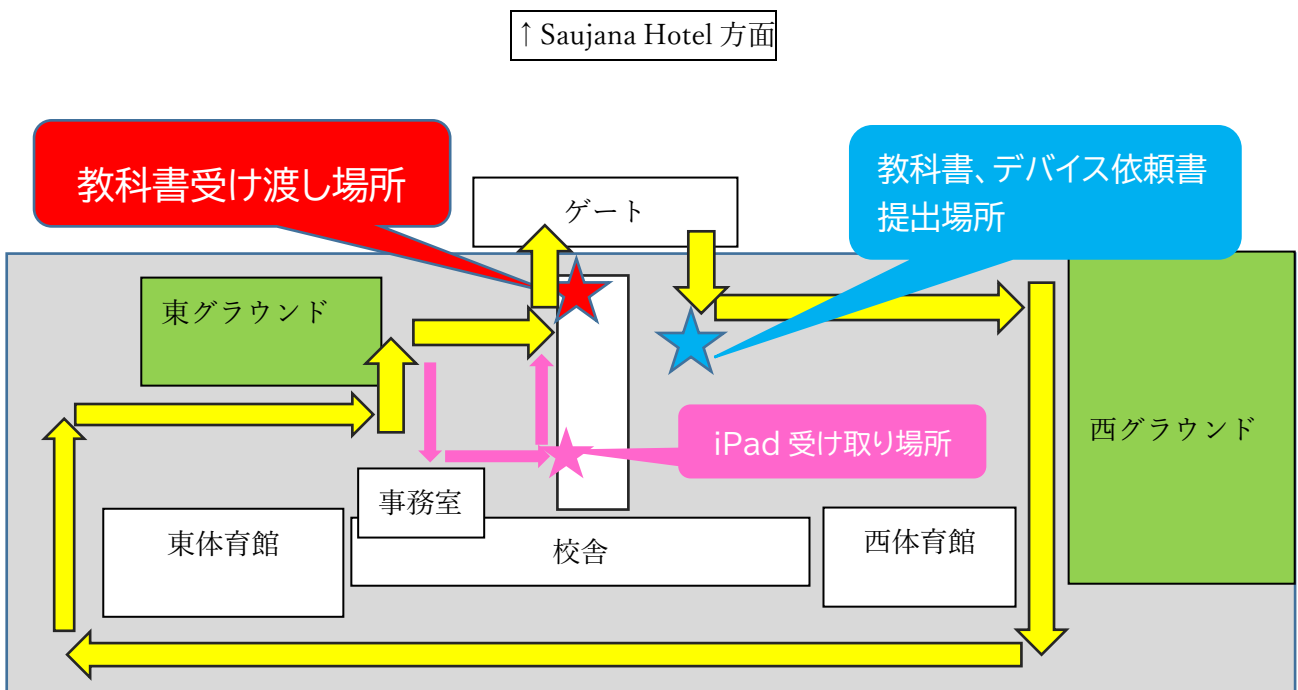 ↑ Saujana Hotel 方面
教科書受け渡し場所
教科書、デバイス依頼書
提出場所
ゲート
東グラウンド
西グラウンド
iPad 受け取り場所
事務室
東体育館
校舎
西体育館